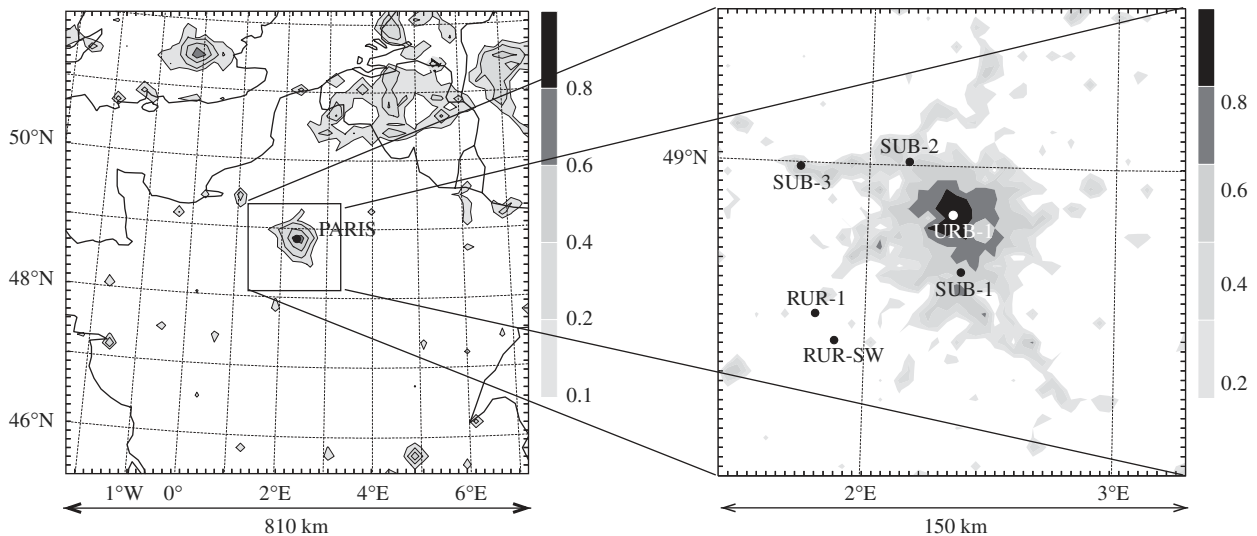 50°N
48°N
46°N
1°W 0° 2°E 4°E 6°E
810 km
PARIS
0.8
0.6
0.4
0.2
0.1
49°N
SUB-2
SUB-3
URB-1
SUB-1
RUR-1
RUR-SW
2°E 3°E
150 km
0.8
0.6
0.4
0.2